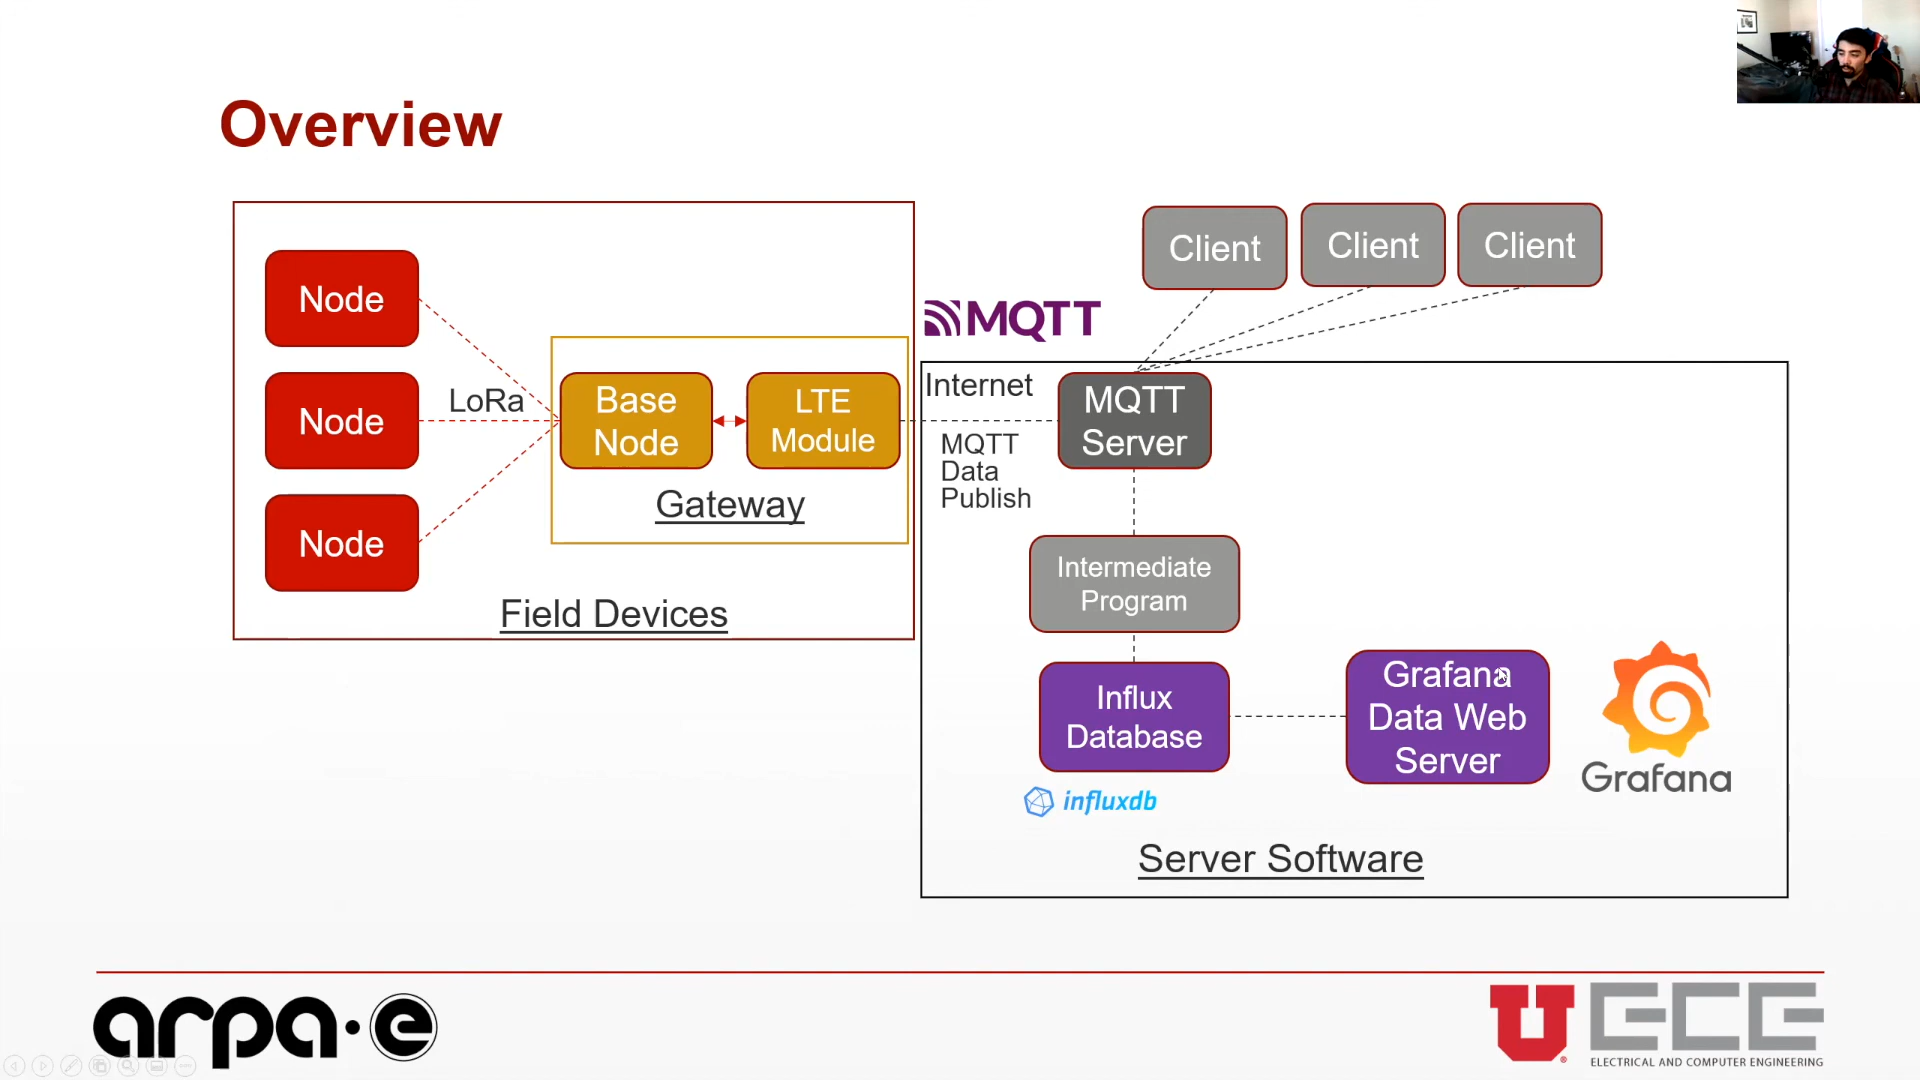 Overview
Node
Node
Node
LoRa
Base
Node
LTE
Module
Gateway
Field Devices
MQTT
Client
Client
Client
Internet
MQTT
Data
Publish
MQTT
Server
Intermediate
Program
Influx
Database
influxdb
Grafana
Data Web
Server
Grafana
Server Software
arpa·e
U ECE
ELECTRICAL AND COMPUTER ENGINEERING